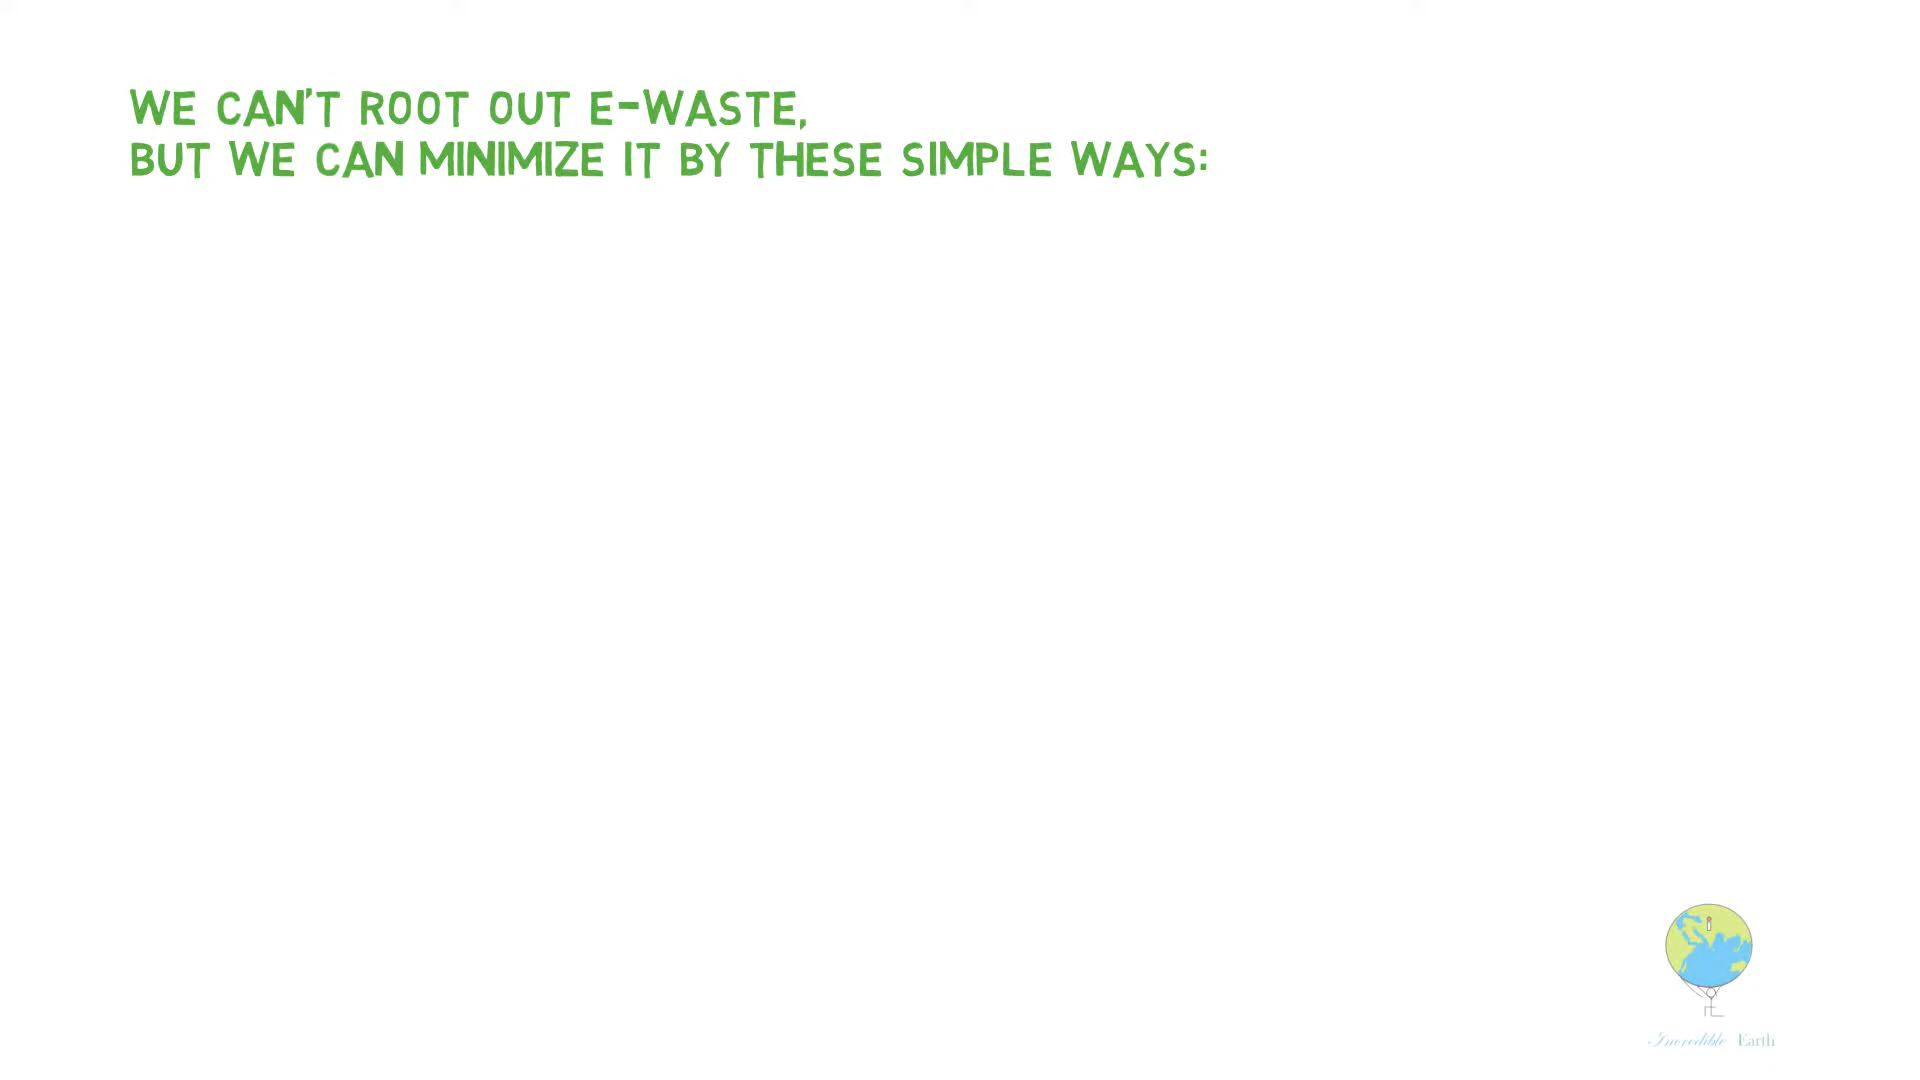 WE CAN'T ROOT OUT E-WASTE,
BUT WE CAN MINIMIZE IT BY THESE SIMPLE WAYS:
Incredible Earth